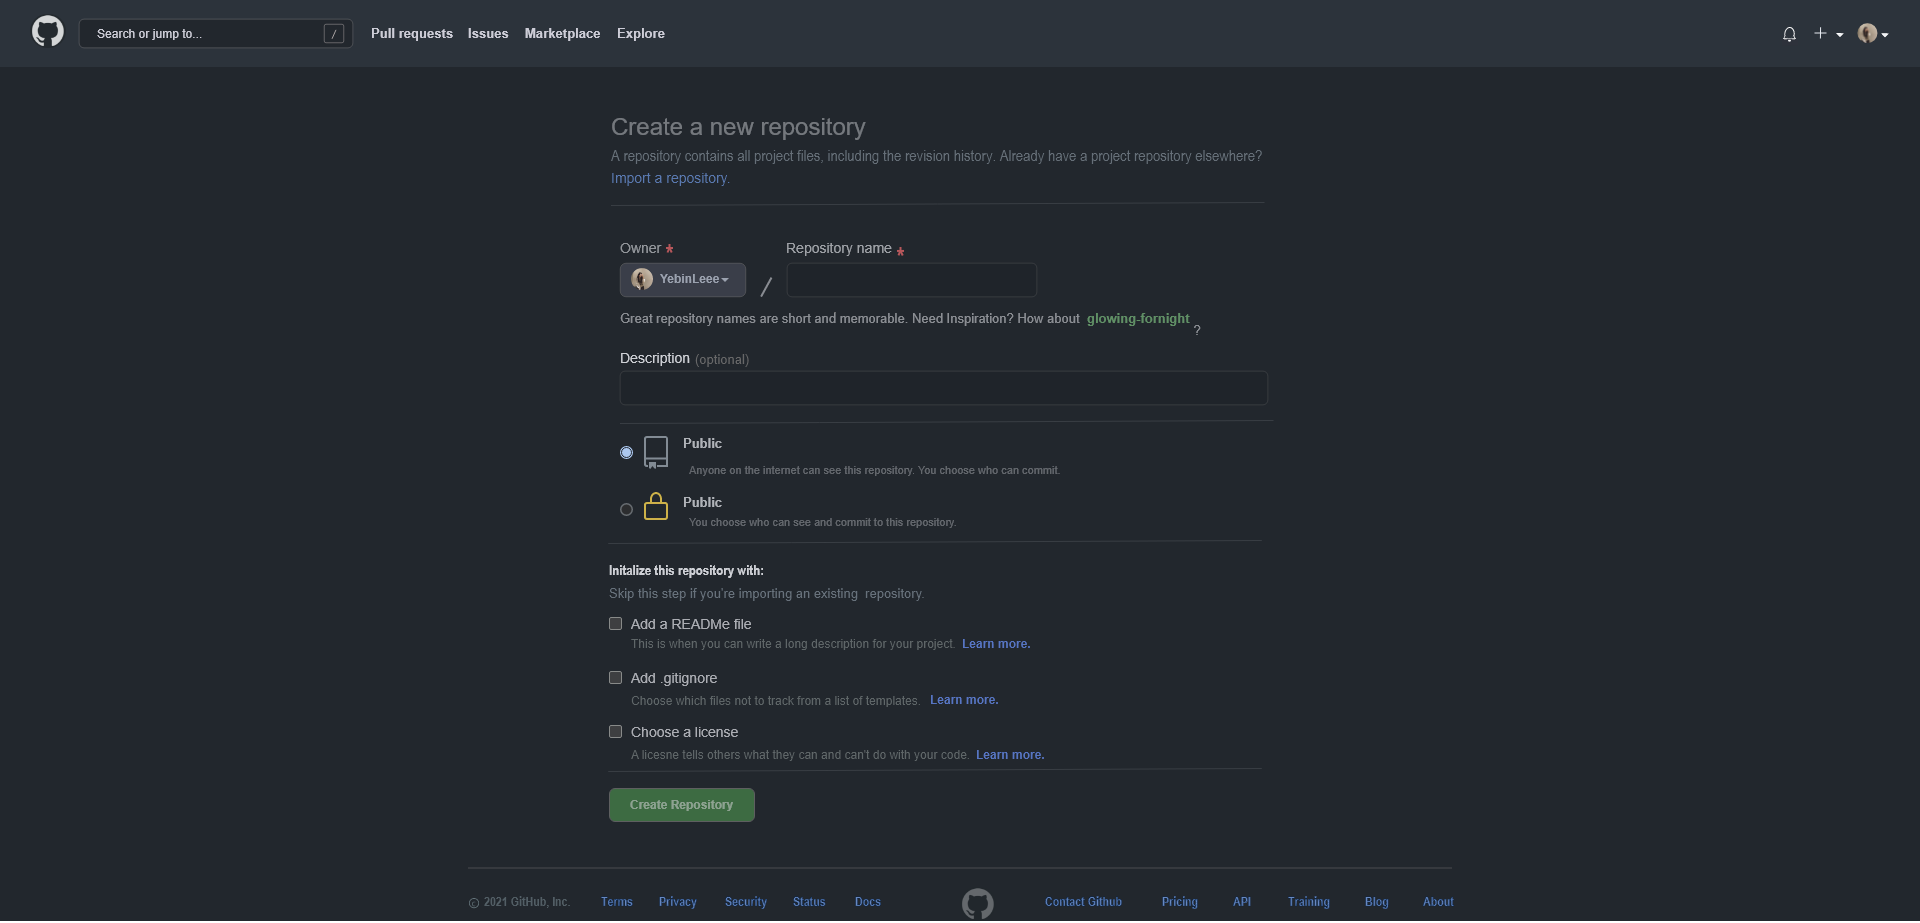 Search or jump to... / Pull requests Issues Marketplace Explore
Create a new repository
A repository contains all project files, including the revision history. Already have a project repository elsewhere?
Import a repository.
Owner * Repository name *
YebinLeee / 
Great repository names are short and memorable. Need Inspiration? How about glowing-fornight ?
Description (optional)
Public
Anyone on the internet can see this repository. You choose who can commit.
Public
You choose who can see and commit to this repository.
Initalize this repository with:
Skip this step if you're importing an existing repository.
Add a READMe file
This is when you can write a long description for your project. Learn more.
Add .gitignore
Choose which files not to track from a list of templates. Learn more.
Choose a license
A licesne tells others what they can and can't do with your code. Learn more.
Create Repository
© 2021 GitHub, Inc. Terms Privacy Security Status Docs Contact Github Pricing API Training Blog About